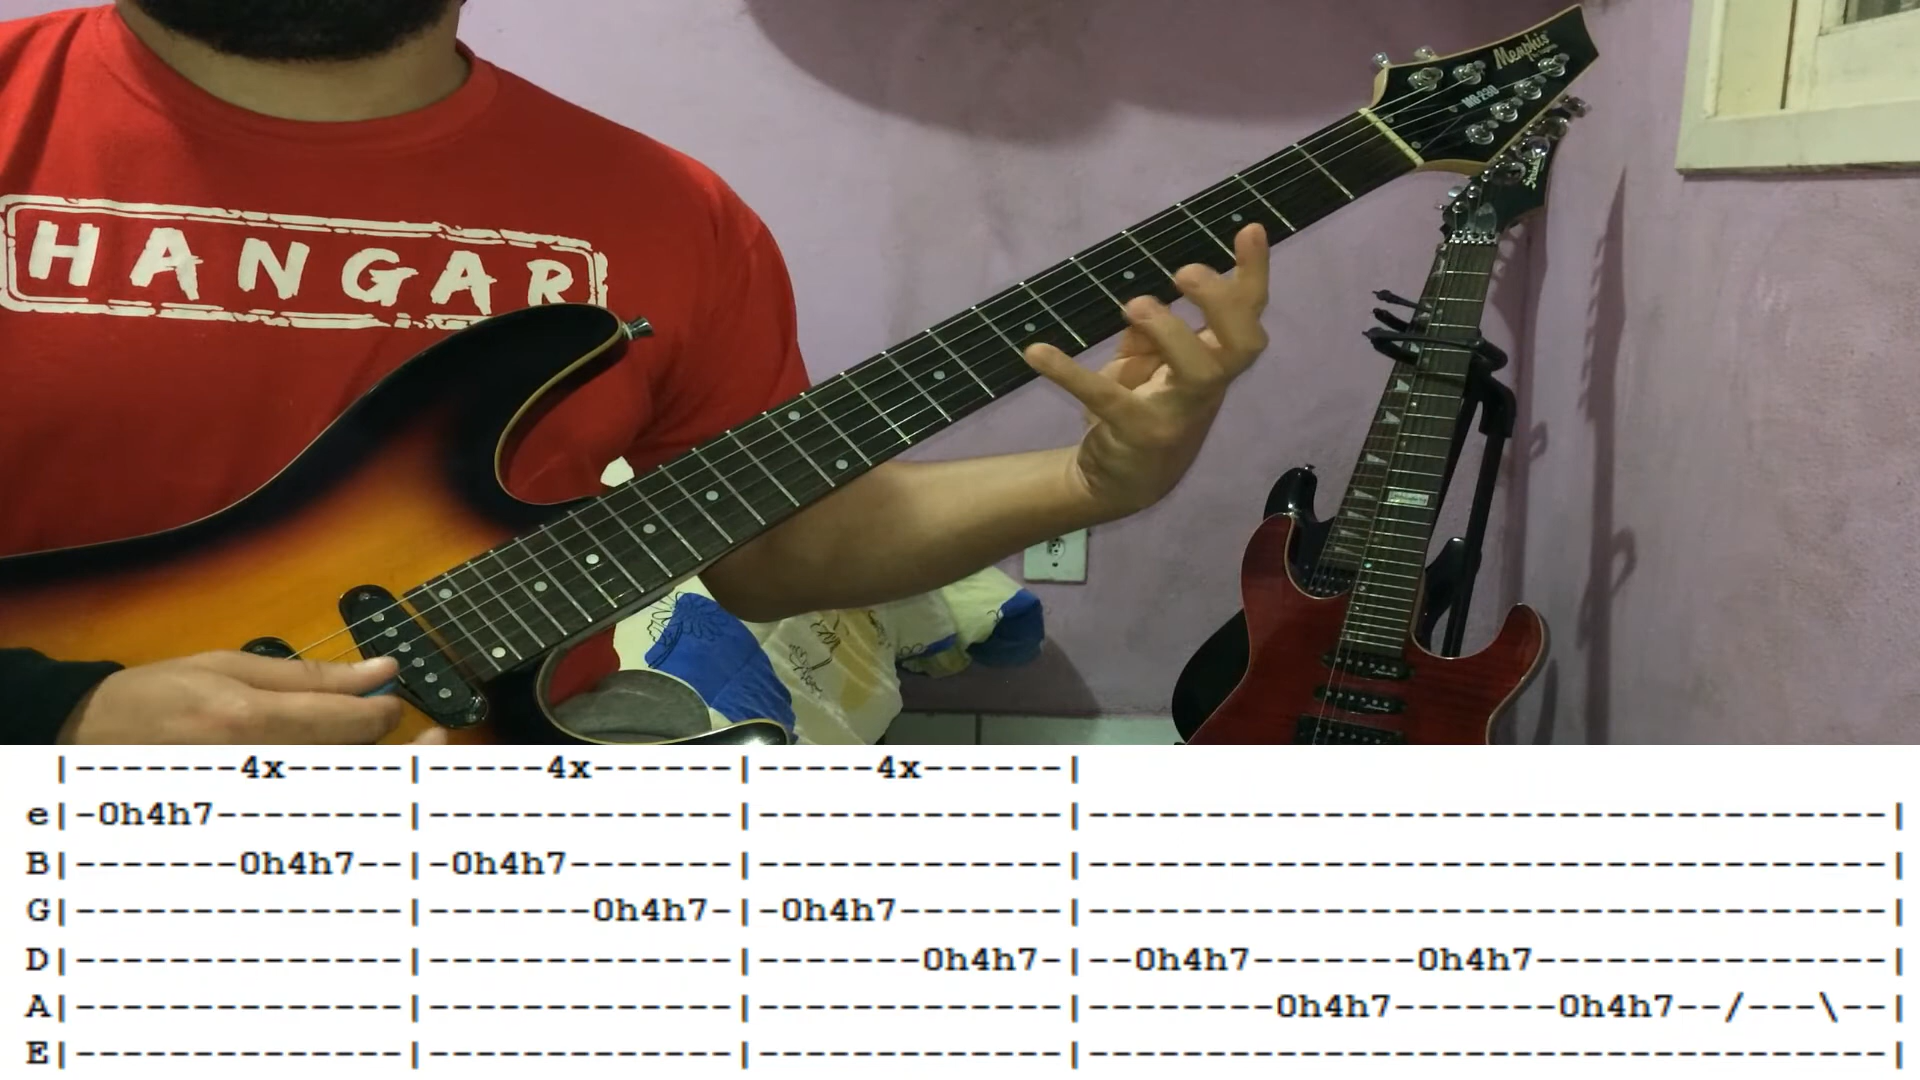 HANGAR
Memphis
MG-230
|-------4x-----|-----4x------|-----4x------|
e|-0h4h7--------|-------------|-------------|----------------------------------|
B|-------0h4h7--|-0h4h7-------|-------------|----------------------------------|
G|--------------|-------0h4h7-|-0h4h7-------|----------------------------------|
D|--------------|-------------|-------0h4h7-|--0h4h7-------0h4h7---------------|
A|--------------|-------------|-------------|--------0h4h7-------0h4h7--/---\--|
E|--------------|-------------|-------------|----------------------------------|